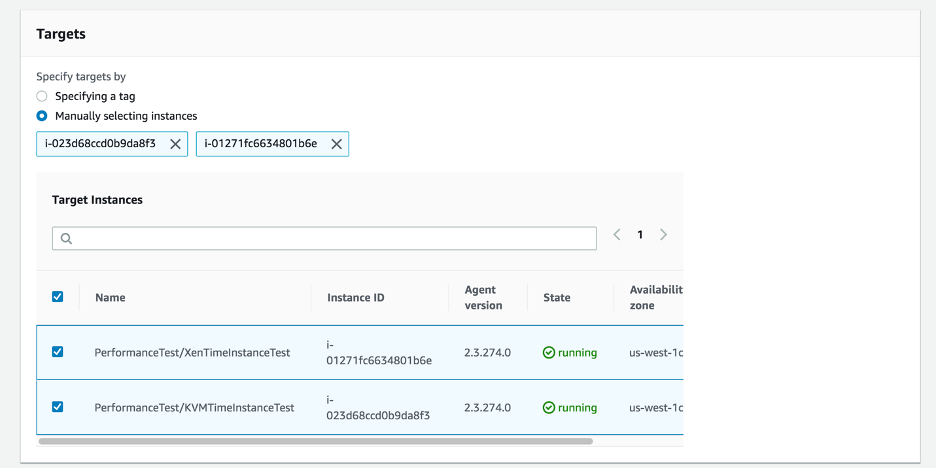 Targets
Specify targets by
Specifying a tag
Manually selecting instances
i-023d68ccd0b9da8f3
i-01271fc6634801b6e
Target Instances
1
Name Instance ID Agent version State Availabilit zone
PerformanceTest/XenTimeInstanceTest i-01271fc6634801b6e 2.3.274.0 running us-west-1c
PerformanceTest/KVMTimeInstanceTest i-023d68ccd0b9da8f3 2.3.274.0 running us-west-1c